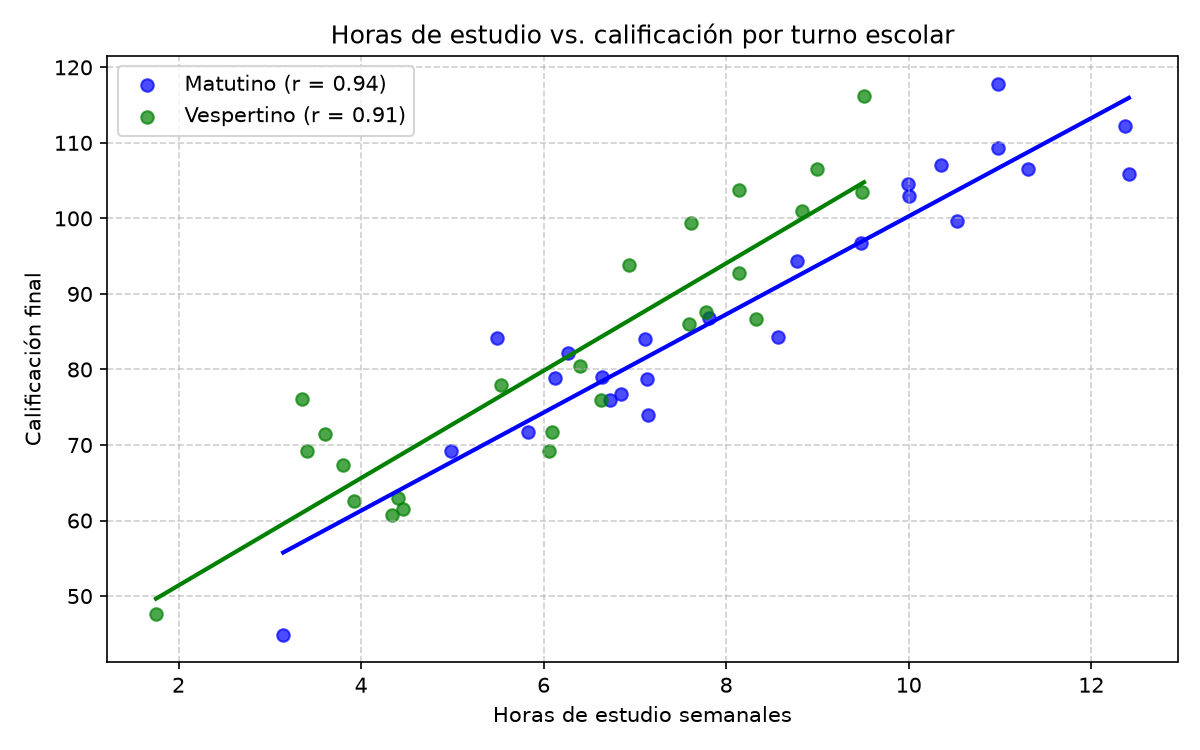 Horas de estudio vs. calificación por turno escolar
Matutino (r = 0.94)
Vespertino (r = 0.91)
120
110
100
90
80
70
60
50
Calificación final
2 4 6 8 10 12
Horas de estudio semanales